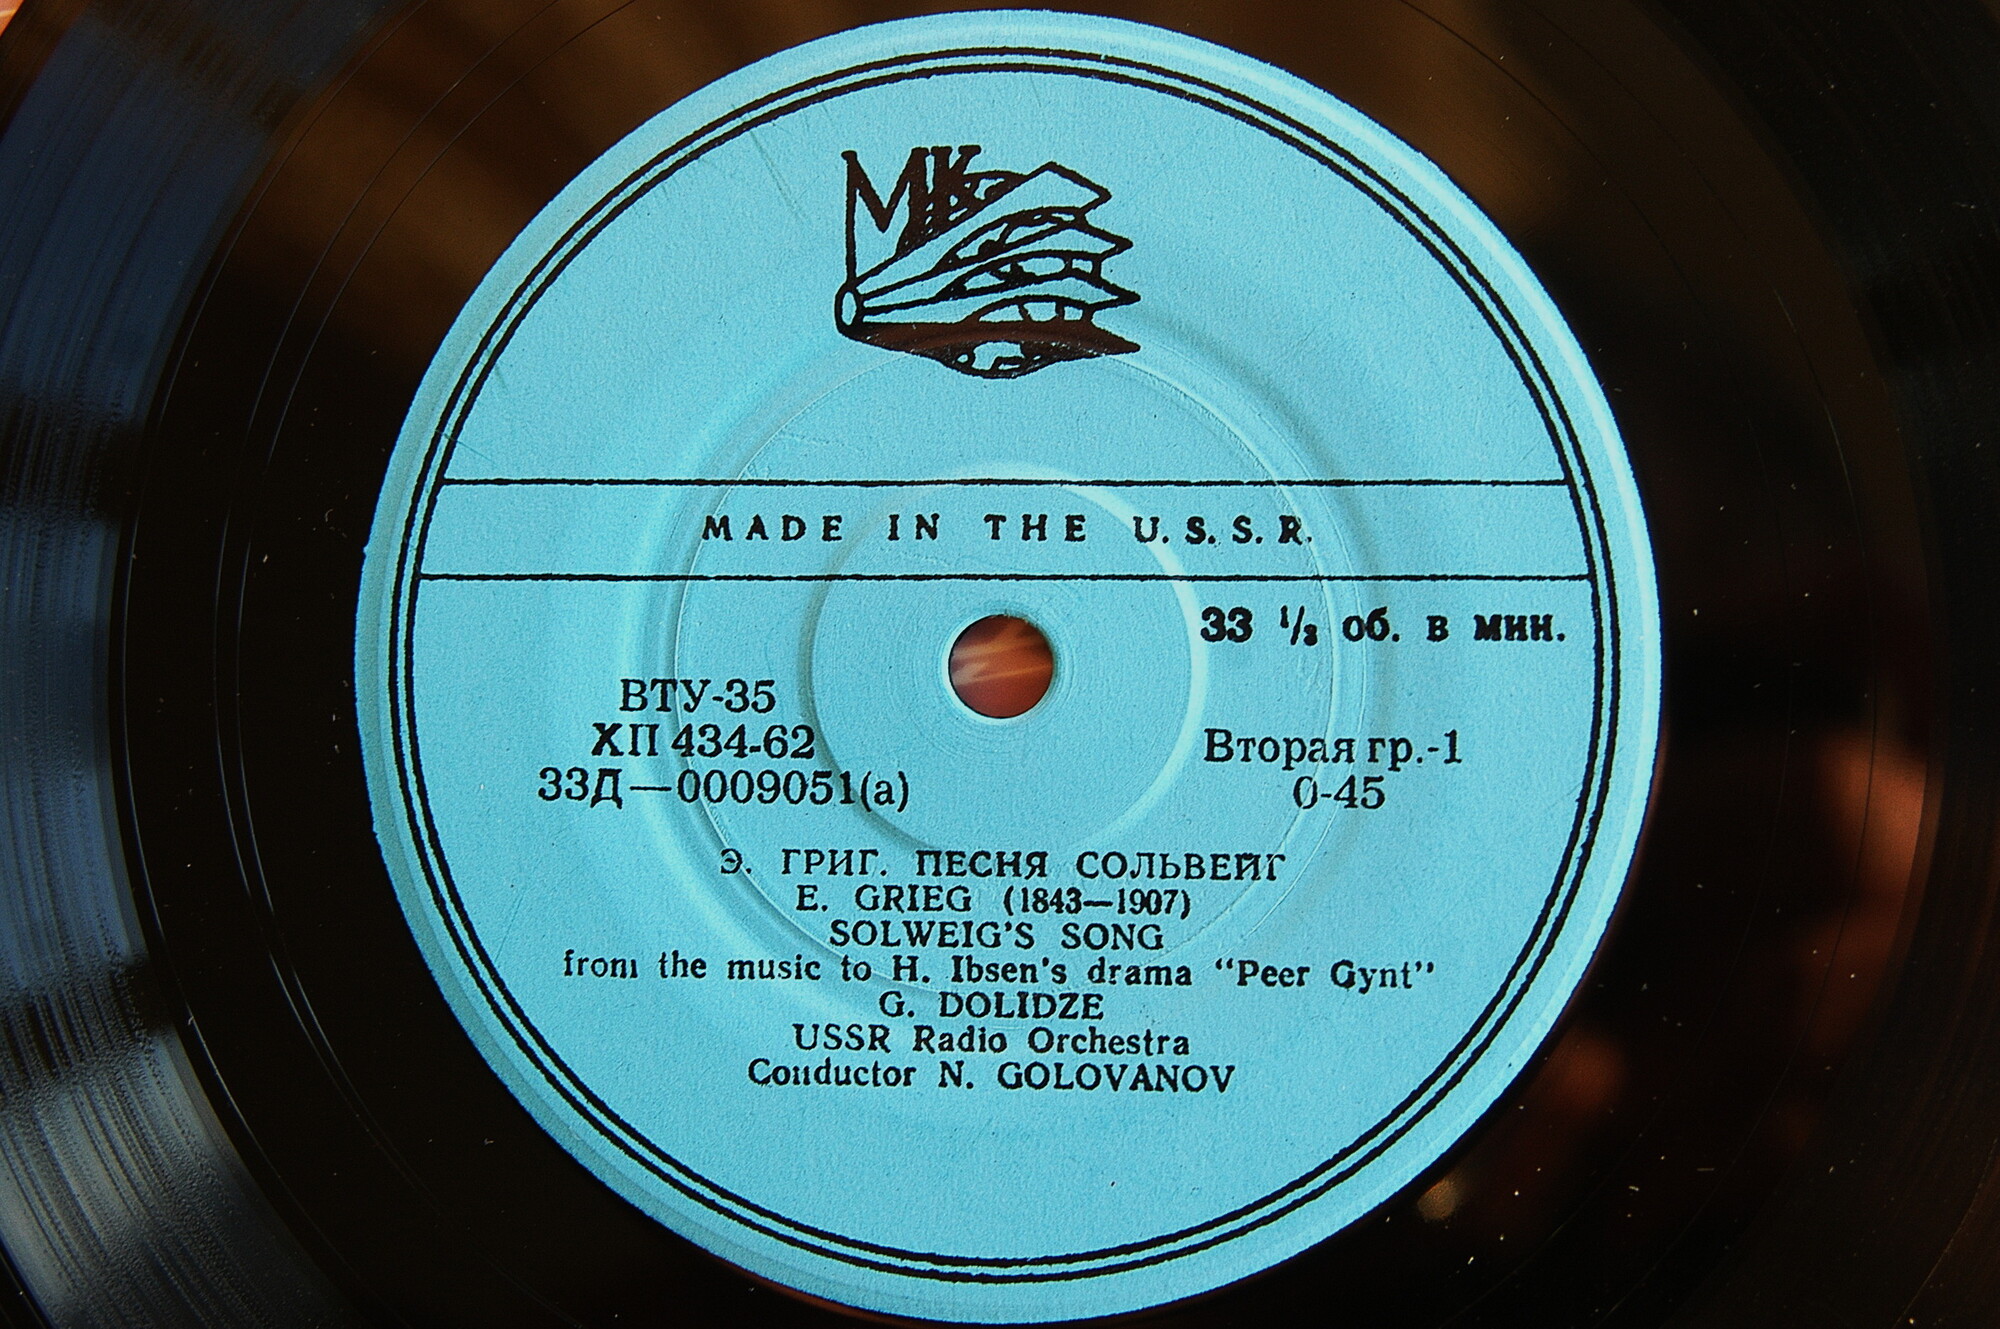 МК
MADE IN THE U.S.S.R.
33 ⅓ об. в мин.
ВТУ-35
ХП 434-62
33Д—0009051(а)
Вторая гр.-1
0-45
Э. ГРИГ. ПЕСНЯ СОЛЬВЕЙГ
E. GRIEG (1843—1907)
SOLWEIG'S SONG
from the music to H. Ibsen's drama “Peer Gynt”
G. DOLIDZE
USSR Radio Orchestra
Conductor N. GOLOVANOV